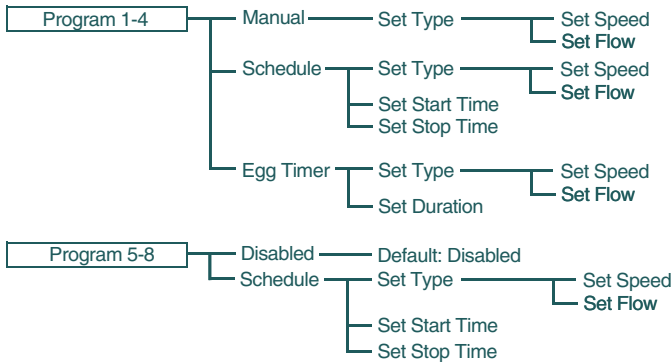 Program 1-4 Manual Set Type Set Speed
Set Flow
Schedule Set Type Set Speed
Set Flow
Set Start Time
Set Stop Time
Egg Timer Set Type Set Speed
Set Flow
Set Duration
Program 5-8 Disabled Default: Disabled
Schedule Set Type Set Speed
Set Flow
Set Start Time
Set Stop Time